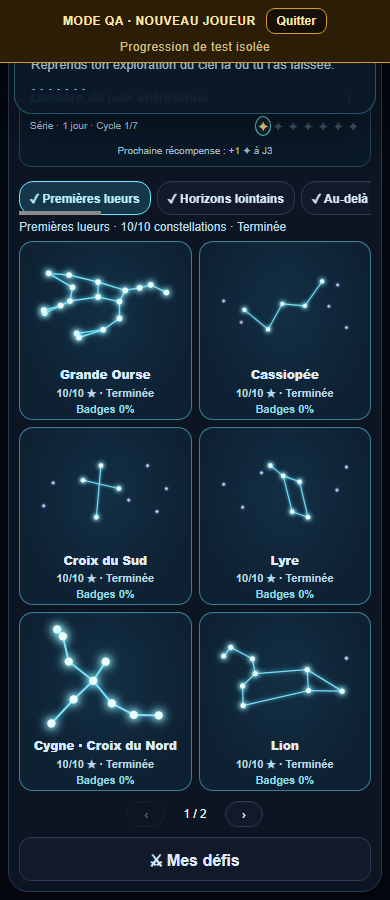 MODE QA · NOUVEAU JOUEUR
Quitter
Progression de test isolée
Reprends ton exploration du ciel là où tu l'as laissée.
Lumière du jour entretenue
Série · 1 jour · Cycle 1/7
Prochaine récompense : +1 ✦ à J3
✓ Premières lueurs
✓ Horizons lointains
✓ Au-delà
Premières lueurs · 10/10 constellations · Terminée
Grande Ourse
10/10 ★ · Terminée
Badges 0%
Cassiopée
10/10 ★ · Terminée
Badges 0%
Croix du Sud
10/10 ★ · Terminée
Badges 0%
Lyre
10/10 ★ · Terminée
Badges 0%
Cygne · Croix du Nord
10/10 ★ · Terminée
Badges 0%
Lion
10/10 ★ · Terminée
Badges 0%
‹ 1 / 2 ›
⚔ Mes défis